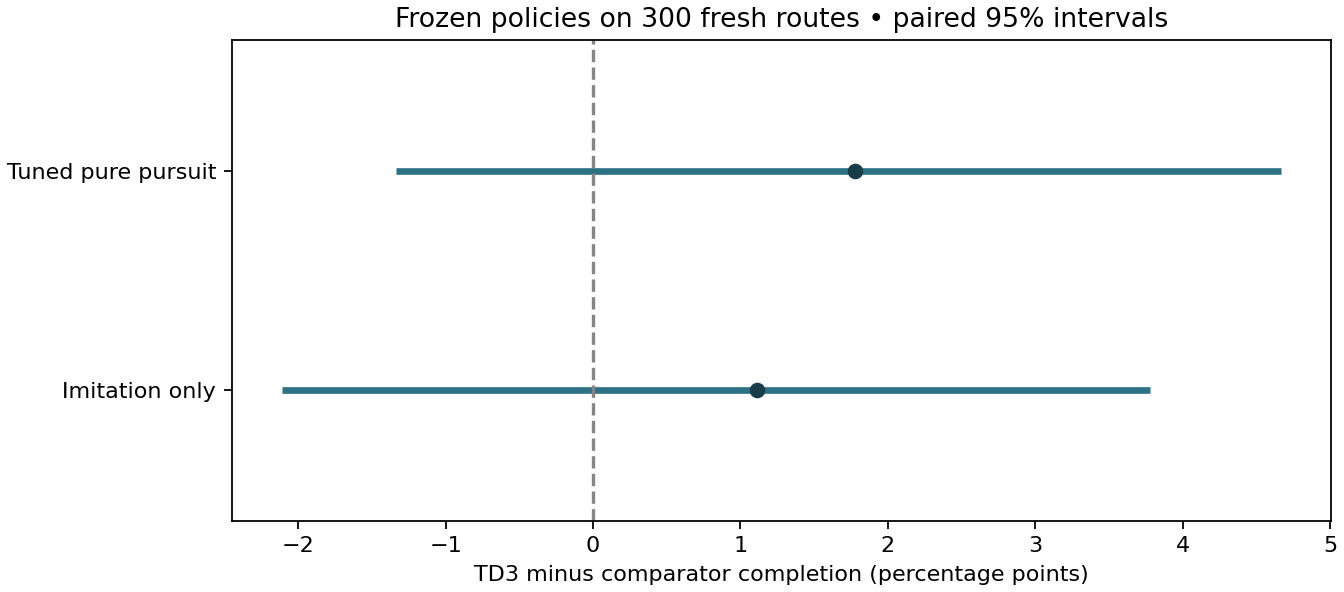 Frozen policies on 300 fresh routes • paired 95% intervals
Tuned pure pursuit
Imitation only
−2 −1 0 1 2 3 4 5
TD3 minus comparator completion (percentage points)